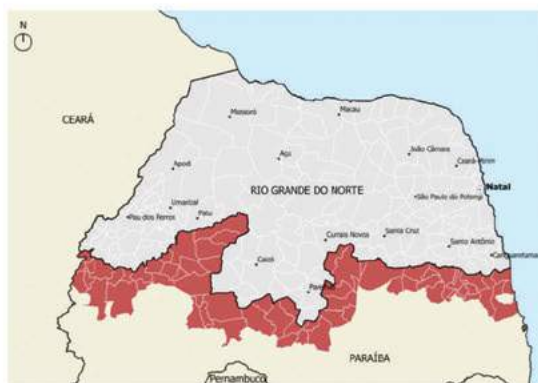 N
CEARÁ
Mossoró
Macau
João Câmara
Ceará-Mirim
Açu
Apodi
RIO GRANDE DO NORTE
Natal
São Paulo do Potengi
Umarizal
Pau dos Ferros
Patu
Santa Cruz
Currais Novos
Santo Antônio
Canguaretama
Caicó
PARAÍBA
Pernambuco